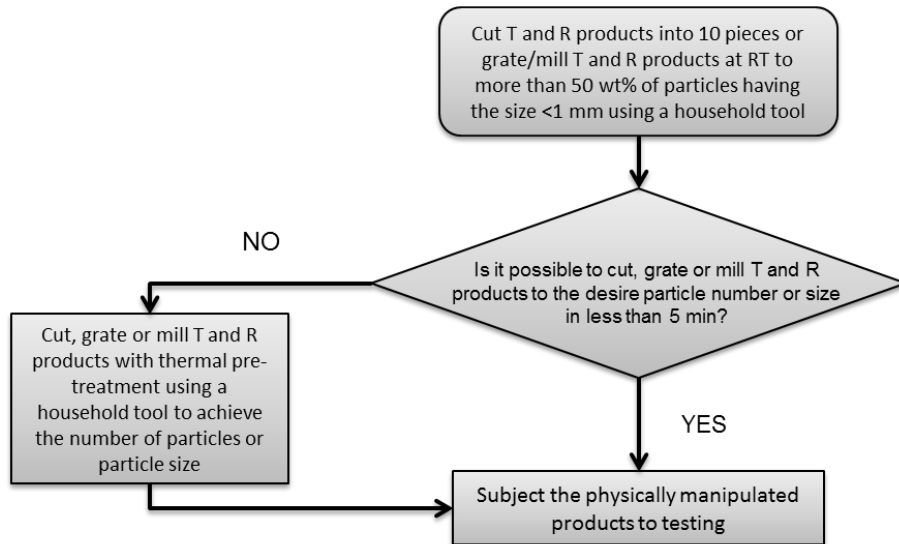 Cut T and R products into 10 pieces or
grate/mill T and R products at RT to
more than 50 wt% of particles having
the size <1 mm using a household tool
NO
Is it possible to cut, grate or mill T and R
products to the desire particle number or size
in less than 5 min?
Cut, grate or mill T and R
products with thermal pre-
treatment using a
household tool to achieve
the number of particles or
particle size
YES
Subject the physically manipulated
products to testing